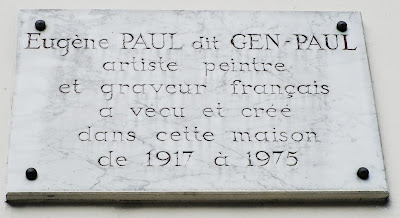 Eugène PAUL dit GEN-PAUL
artiste peintre
et graveur français
a vécu et créé
dans cette maison
de 1917 à 1975